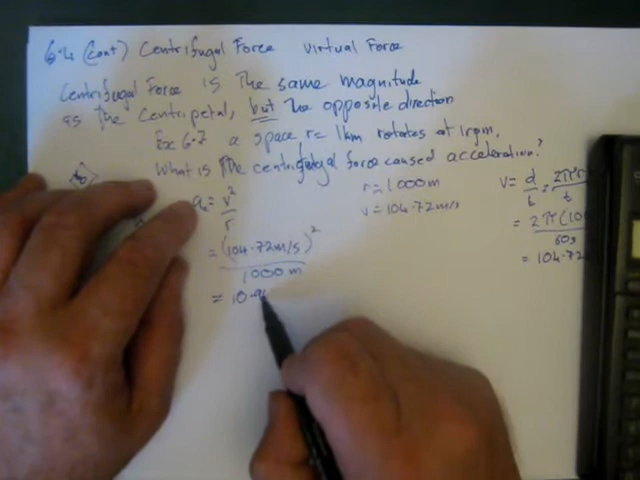 6.4 (cont) Centrifugal Force virtual Force
Centrifugal Force is the same magnitude
as the Centripetal, but the opposite direction
Ex 6.7 a space r= 1km rotates at 1rpm.
What is the centrifugal force caused acceleration?
r = 1000m
v = 104.72m/s
v = d/t = 2πr/t
= 2π(10
60s
= 104.72
= v²/r
= (104.72m/s)²
1000 m
= 10.9